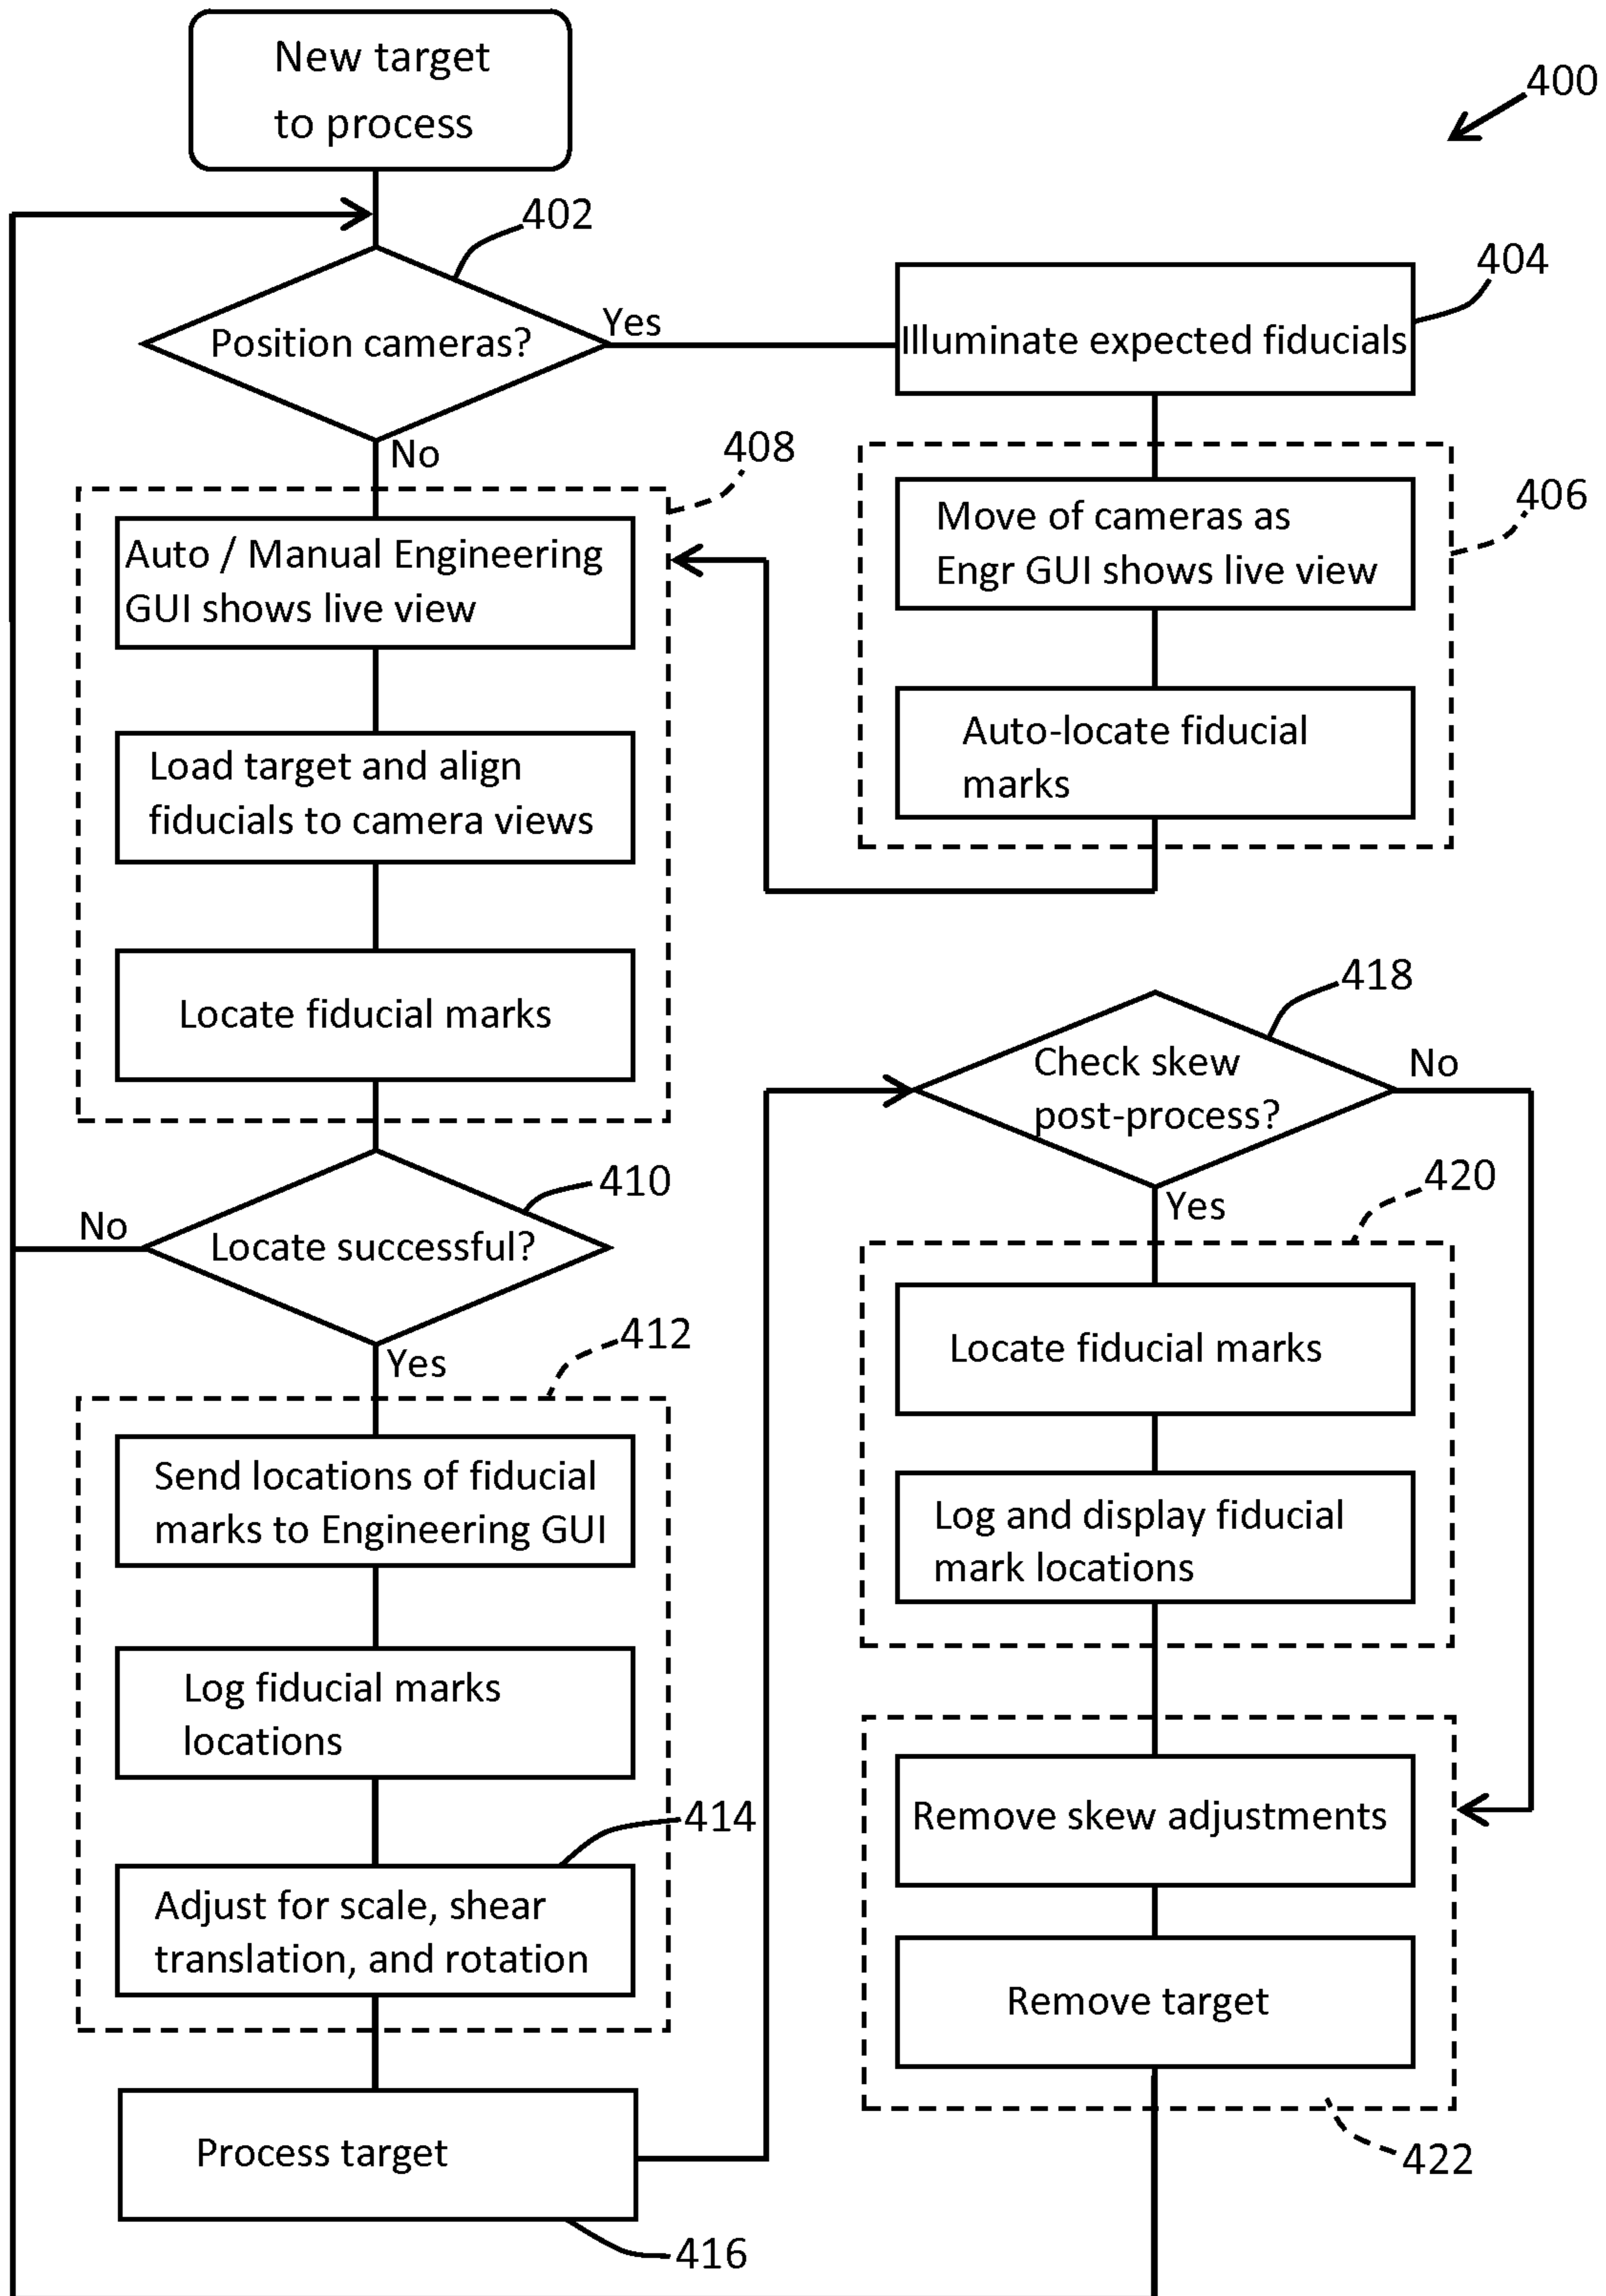 New target
to process
400
402
Position cameras?
Yes
No
404
Illuminate expected fiducials
406
Move of cameras as
Engr GUI shows live view
Auto-locate fiducial
marks
408
Auto / Manual Engineering
GUI shows live view
Load target and align
fiducials to camera views
Locate fiducial marks
410
Locate successful?
No
Yes
412
Send locations of fiducial
marks to Engineering GUI
Log fiducial marks
locations
414
Adjust for scale, shear
translation, and rotation
Process target
416
418
Check skew
post-process?
No
Yes
420
Locate fiducial marks
Log and display fiducial
mark locations
Remove skew adjustments
Remove target
422